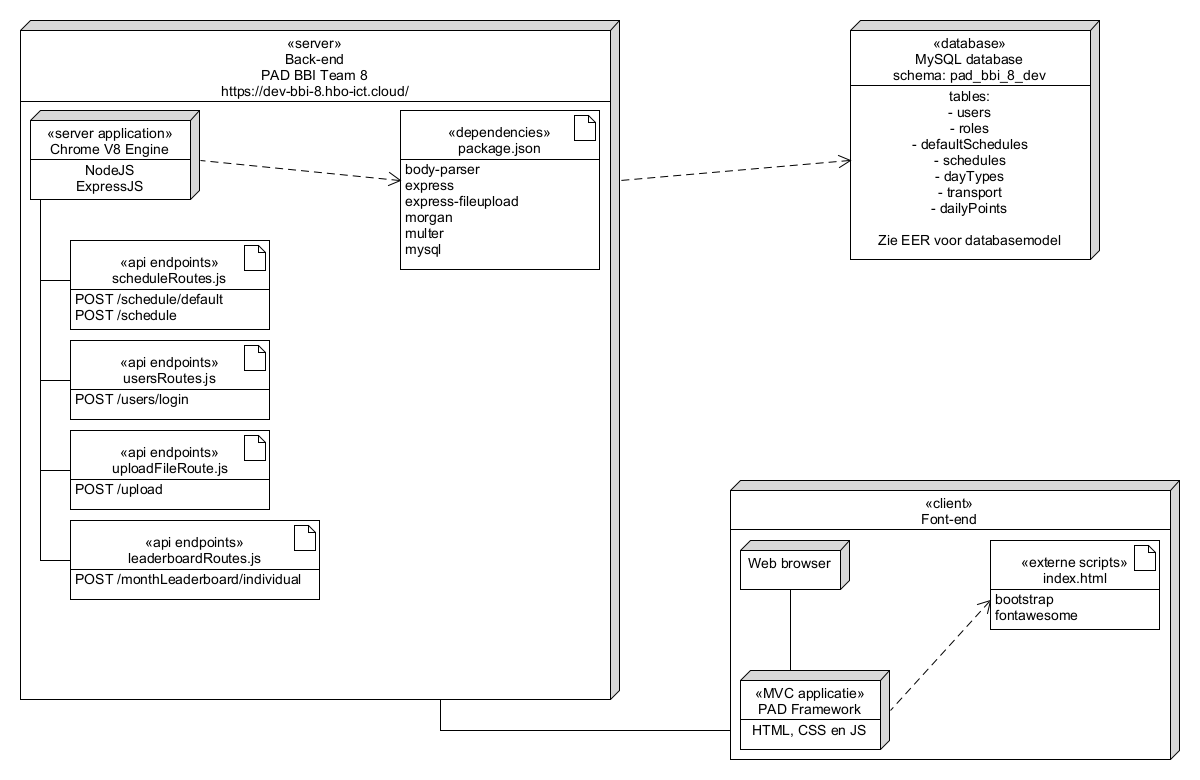 «server»
Back-end
PAD BBI Team 8
https://dev-bbi-8.hbo-ict.cloud/
«server application»
Chrome V8 Engine
NodeJS
ExpressJS
«dependencies»
package.json
body-parser
express
express-fileupload
morgan
multer
mysql
«api endpoints»
scheduleRoutes.js
POST /schedule/default
POST /schedule
«api endpoints»
usersRoutes.js
POST /users/login
«api endpoints»
uploadFileRoute.js
POST /upload
«api endpoints»
leaderboardRoutes.js
POST /monthLeaderboard/individual
«database»
MySQL database
schema: pad_bbi_8_dev
tables:
- users
- roles
- defaultSchedules
- schedules
- dayTypes
- transport
- dailyPoints
Zie EER voor databasemodel
«client»
Font-end
Web browser
«externe scripts»
index.html
bootstrap
fontawesome
«MVC applicatie»
PAD Framework
HTML, CSS en JS